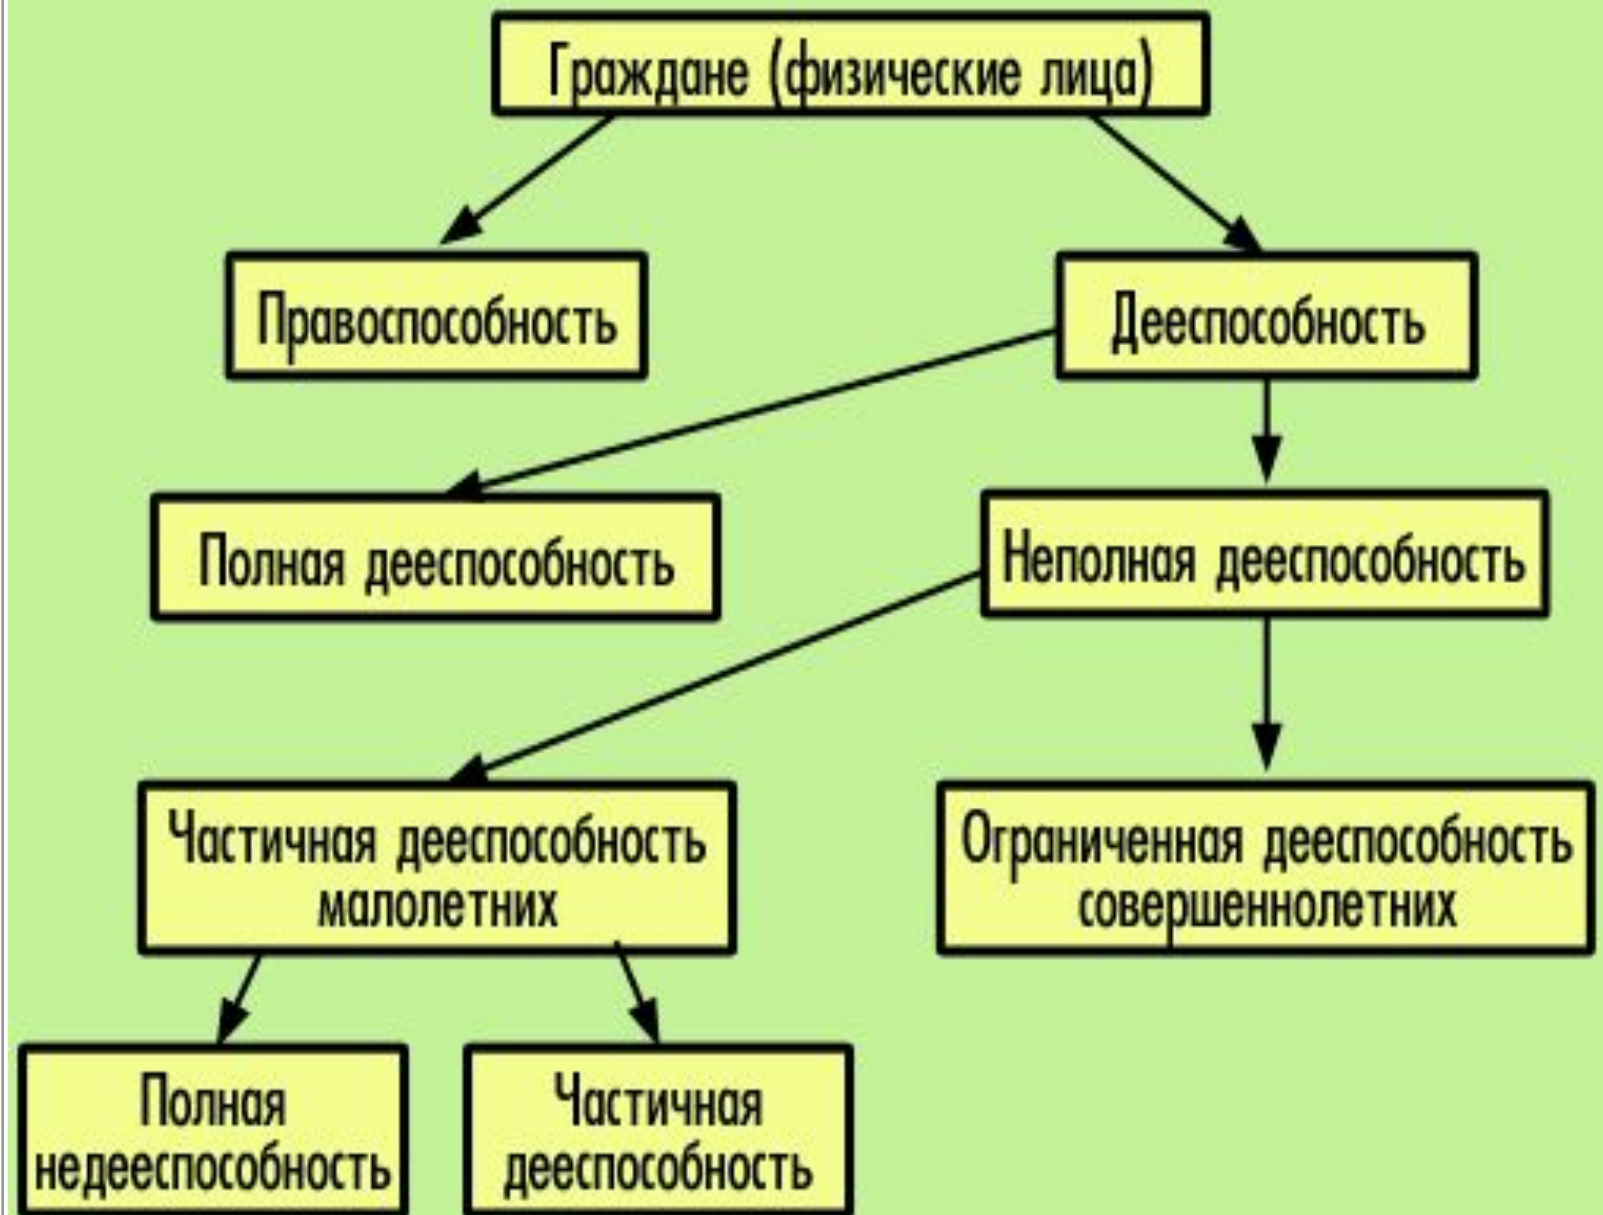 Граждане (физические лица)
Правоспособность
Дееспособность
Полная дееспособность
Неполная дееспособность
Частичная дееспособность
малолетних
Ограниченная дееспособность
совершеннолетних
Полная
недееспособность
Частичная
дееспособность